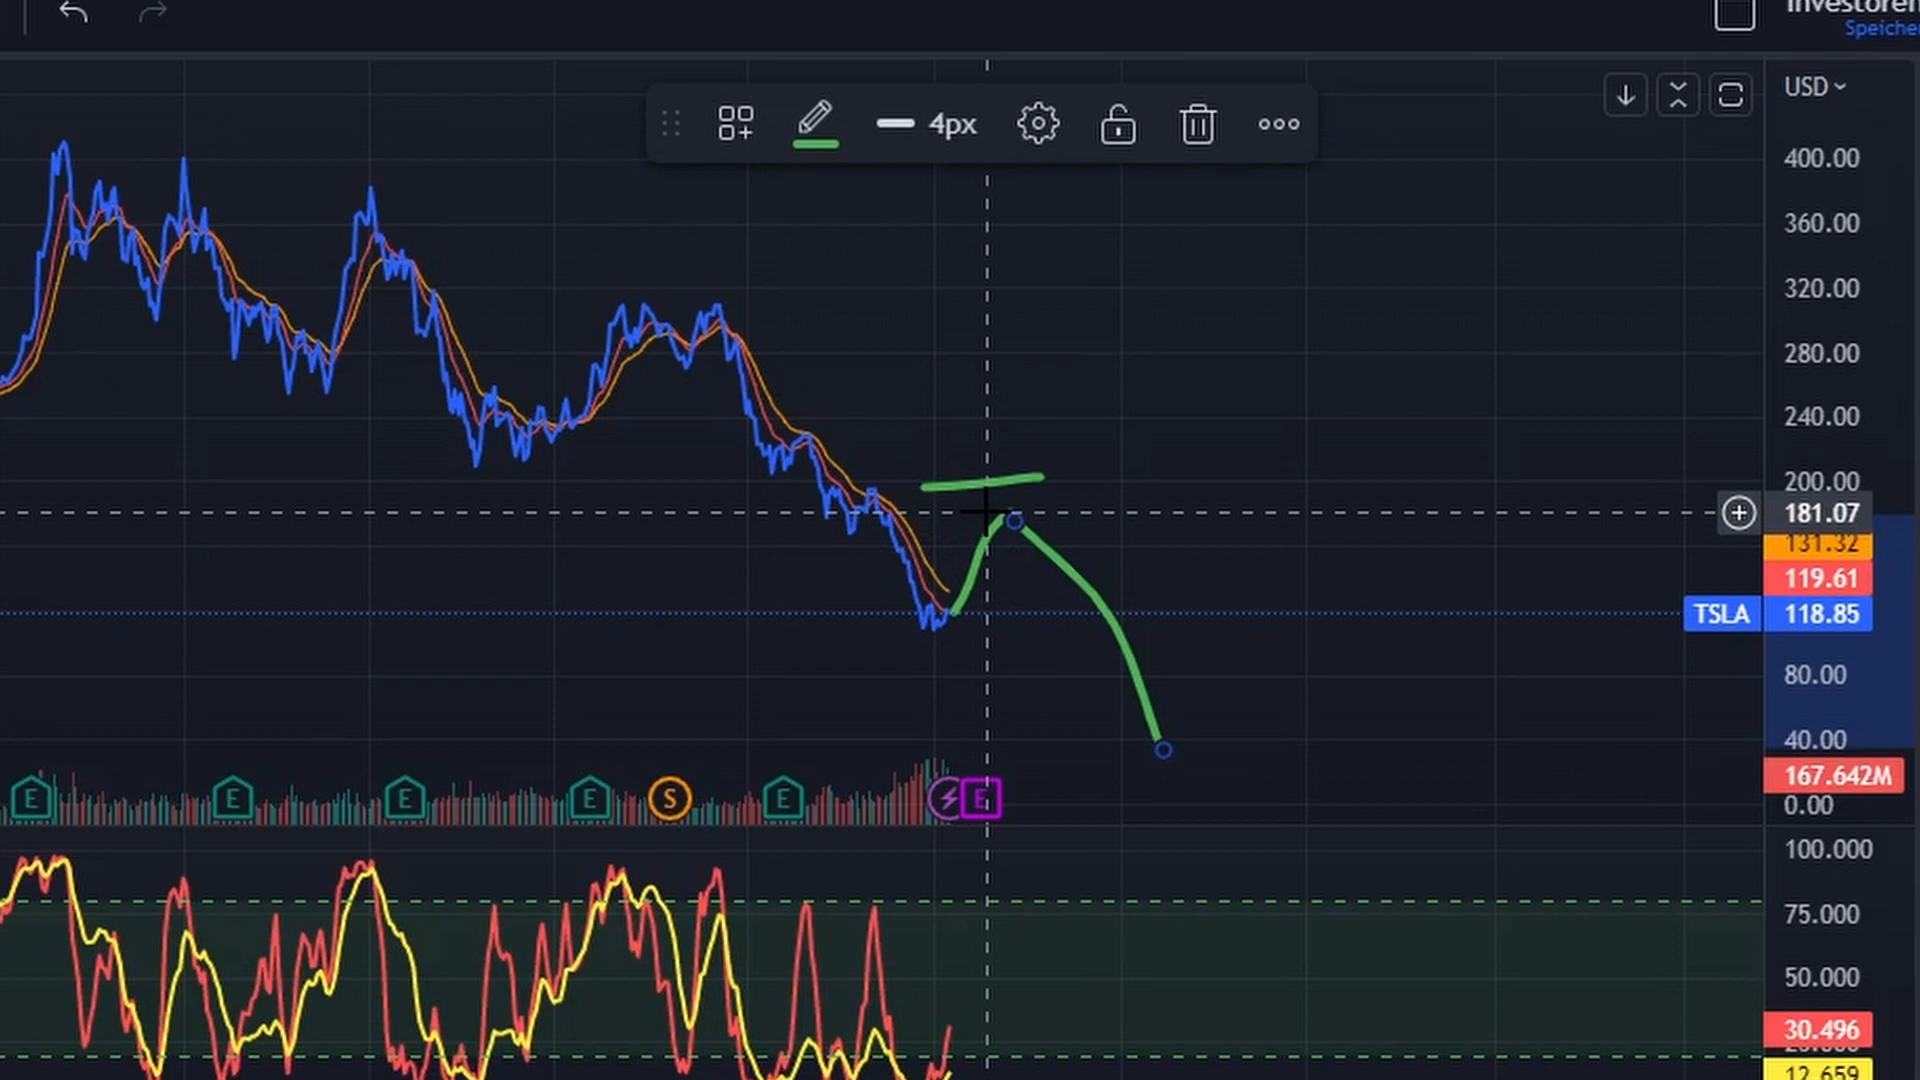 Investoren
Speicher
4px
USD
400.00
360.00
320.00
280.00
240.00
200.00
181.07
131.32
119.61
TSLA 118.85
80.00
40.00
167.642M
0.00
E E E E S E E
100.000
75.000
50.000
30.496
12.659